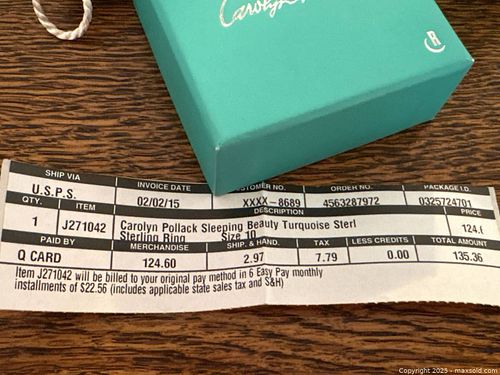 Carolyn
R
SHIP VIA INVOICE DATE TOMER NO. ORDER NO. PACKAGE I.D.
U.S.P.S. 02/02/15 XXXX-8689 4563287972 0325724701
QTY. ITEM DESCRIPTION PRICE
1 J271042 Carolyn Pollack Sleeping Beauty Turquoise Sterl 124.
Sterling Ring Size 10
PAID BY MERCHANDISE SHIP. & HAND. TAX LESS CREDITS TOTAL AMOUNT
Q CARD 124.60 2.97 7.79 0.00 135.36
Item J271042 will be billed to your original pay method in 6 Easy Pay monthly
installments of $22.56 (includes applicable state sales tax and S&H)
Copyright 2025 - maxsold.com